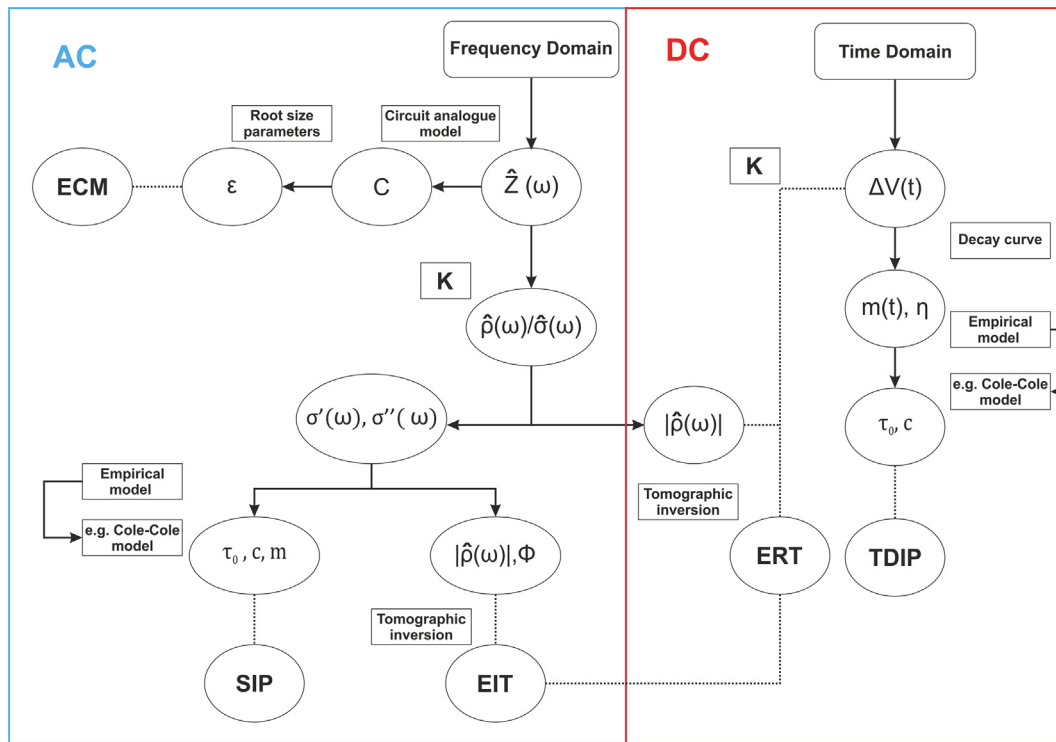 AC
Frequency Domain
DC
Time Domain
Root size
parameters
Circuit analogue
model
ECM
ε
C
Ẑ (ω)
K
ΔV(t)
Decay curve
K
ρ̂(ω)/σ̂(ω)
m(t), η
Empirical
model
e.g. Cole-Cole
model
σ′(ω), σ′′( ω)
|ρ̂(ω)|
τ₀, c
Empirical
model
e.g. Cole-Cole
model
Tomographic
inversion
τ₀ , c, m
|ρ̂(ω)|,Φ
ERT
TDIP
Tomographic
inversion
SIP
EIT